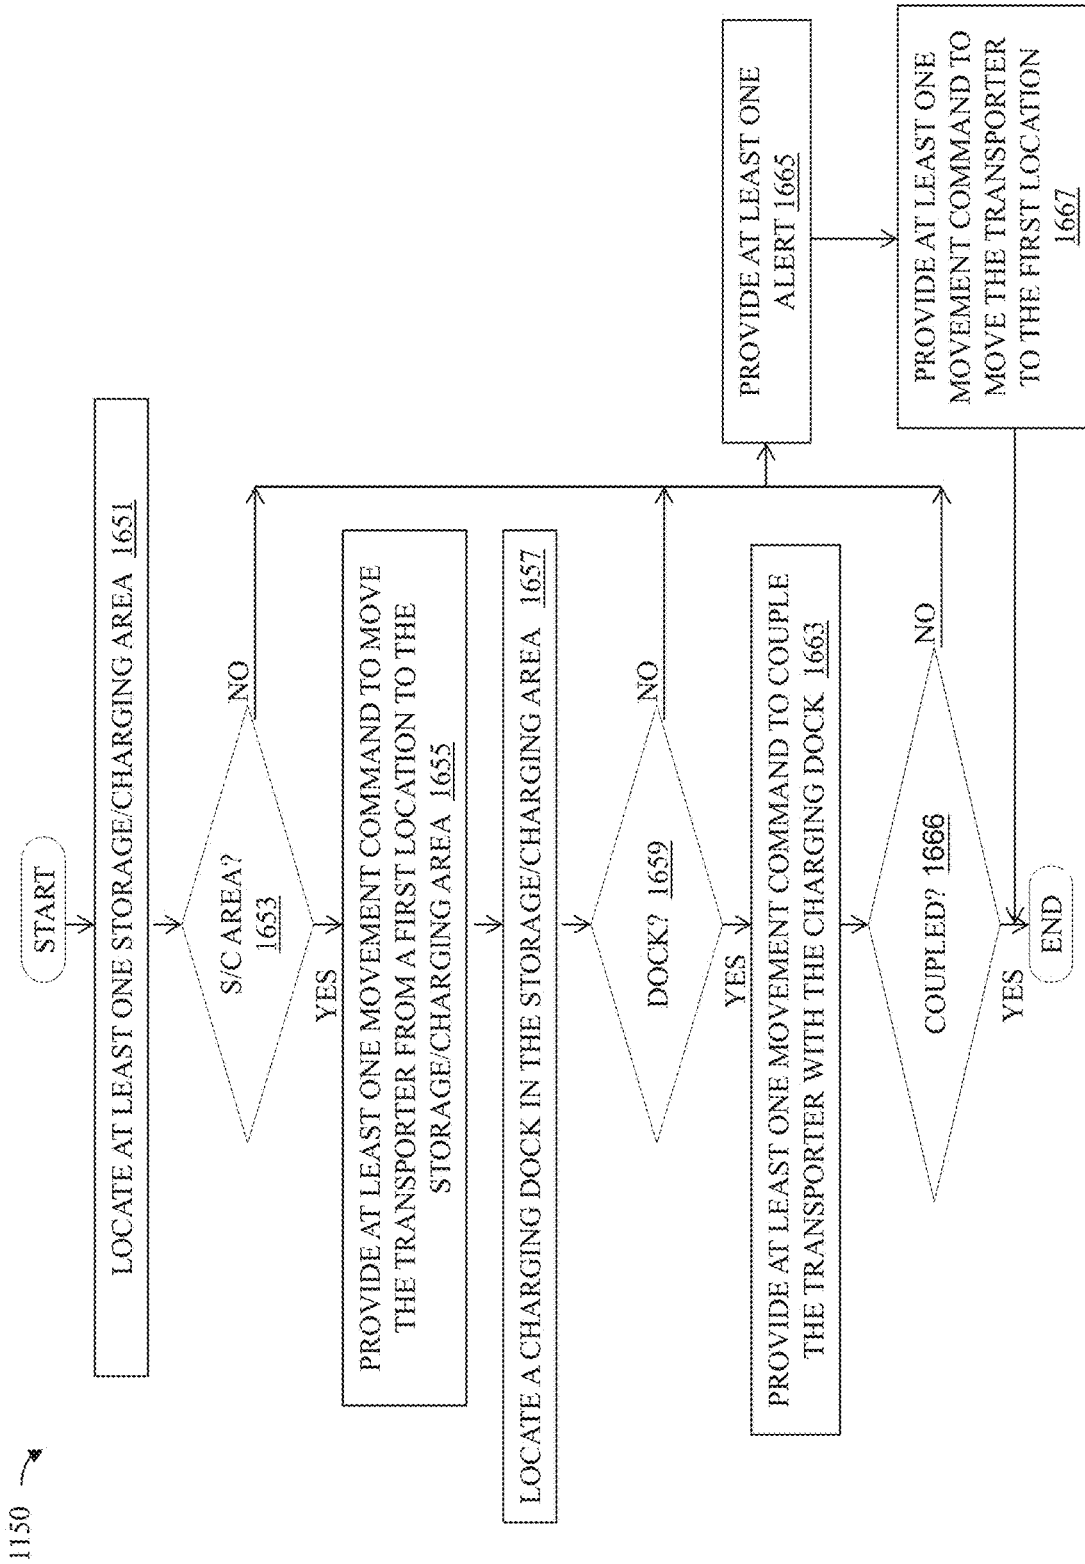 1150
START
LOCATE AT LEAST ONE STORAGE/CHARGING AREA 1651
S/C AREA?
1653
NO
YES
PROVIDE AT LEAST ONE MOVEMENT COMMAND TO MOVE
THE TRANSPORTER FROM A FIRST LOCATION TO THE
STORAGE/CHARGING AREA 1655
LOCATE A CHARGING DOCK IN THE STORAGE/CHARGING AREA 1657
DOCK? 1659
NO
YES
PROVIDE AT LEAST ONE MOVEMENT COMMAND TO COUPLE
THE TRANSPORTER WITH THE CHARGING DOCK 1663
COUPLED? 1666
NO
YES
END
PROVIDE AT LEAST ONE
ALERT 1665
PROVIDE AT LEAST ONE
MOVEMENT COMMAND TO
MOVE THE TRANSPORTER
TO THE FIRST LOCATION
1667